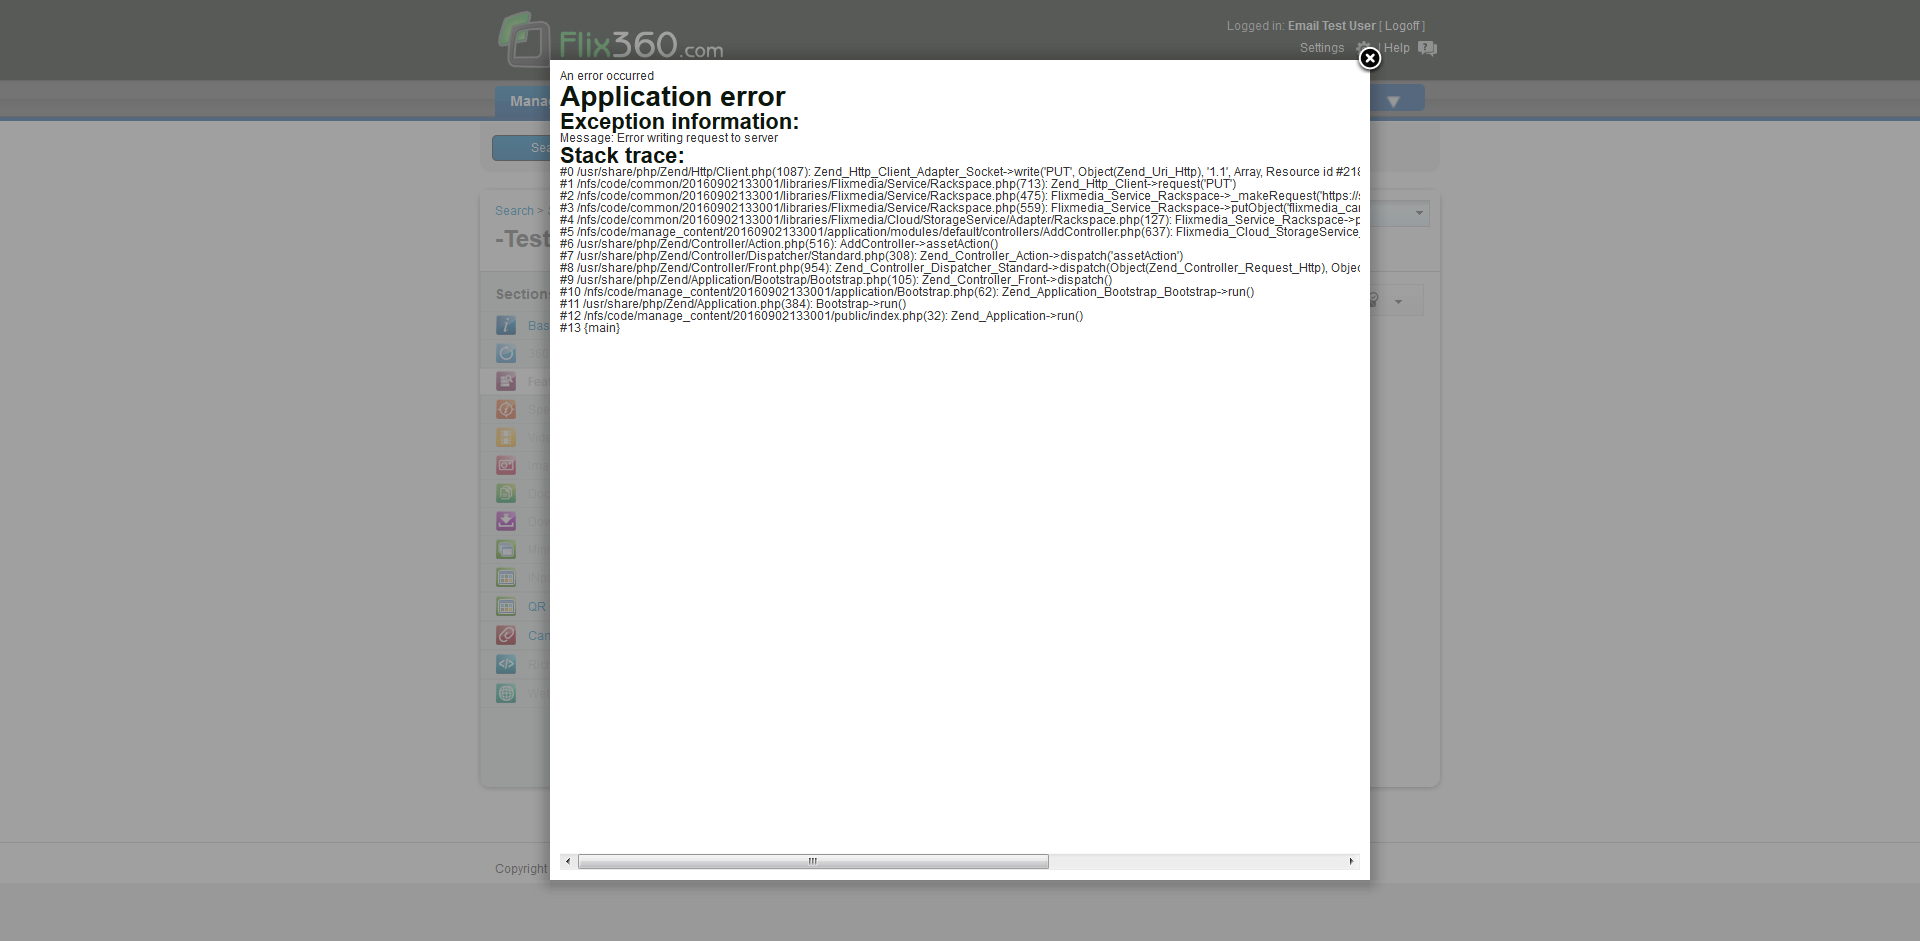 Flix360.com
Logged in: Email Test User [ Logoff ]
Settings | Help
An error occurred
Application error
Exception information:
Message: Error writing request to server
Stack trace:
#0 /usr/share/php/Zend/Http/Client.php(1087): Zend_Http_Client_Adapter_Socket->write('PUT', Object(Zend_Uri_Http), '1.1', Array, Resource id #218
#1 /nfs/code/common/20160902133001/libraries/Flixmedia/Service/Rackspace.php(713): Zend_Http_Client->request('PUT')
#2 /nfs/code/common/20160902133001/libraries/Flixmedia/Service/Rackspace.php(475): Flixmedia_Service_Rackspace->_makeRequest('https://
#3 /nfs/code/common/20160902133001/libraries/Flixmedia/Service/Rackspace.php(559): Flixmedia_Service_Rackspace->putObject('flixmedia_ca
#4 /nfs/code/common/20160902133001/libraries/Flixmedia/Cloud/StorageService/Adapter/Rackspace.php(127): Flixmedia_Service_Rackspace->p
#5 /nfs/code/manage_content/20160902133001/application/modules/default/controllers/AddController.php(637): Flixmedia_Cloud_StorageService_
#6 /usr/share/php/Zend/Controller/Action.php(516): AddController->assetAction()
#7 /usr/share/php/Zend/Controller/Dispatcher/Standard.php(308): Zend_Controller_Action->dispatch('assetAction')
#8 /usr/share/php/Zend/Controller/Front.php(954): Zend_Controller_Dispatcher_Standard->dispatch(Object(Zend_Controller_Request_Http), Objec
#9 /usr/share/php/Zend/Application/Bootstrap/Bootstrap.php(105): Zend_Controller_Front->dispatch()
#10 /nfs/code/manage_content/20160902133001/application/Bootstrap.php(62): Zend_Application_Bootstrap_Bootstrap->run()
#11 /usr/share/php/Zend/Application.php(384): Bootstrap->run()
#12 /nfs/code/manage_content/20160902133001/public/index.php(32): Zend_Application->run()
#13 {main}
Mana
Sea
Search >
-Test
Section
Bas
360
Fea
Spe
Vide
Ima
Doc
QR
Can
Copyright